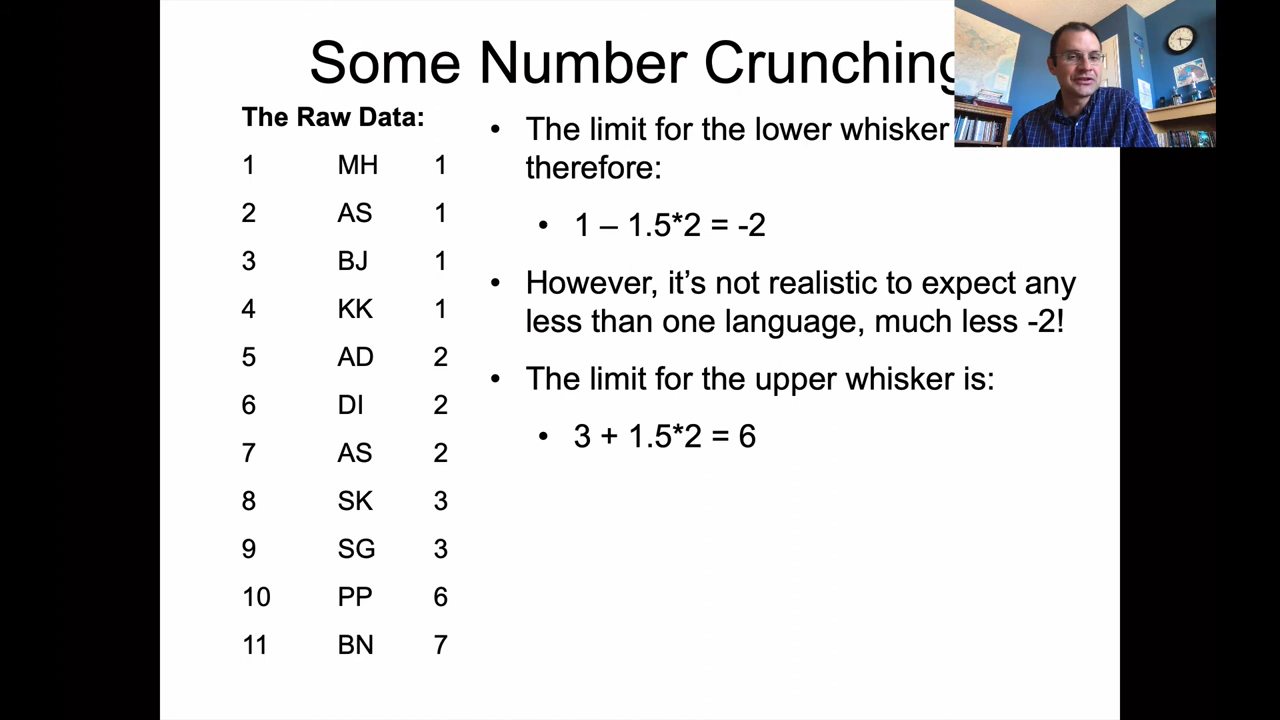 Some Number Crunching
The Raw Data:
1 MH 1
2 AS 1
3 BJ 1
4 KK 1
5 AD 2
6 DI 2
7 AS 2
8 SK 3
9 SG 3
10 PP 6
11 BN 7
• The limit for the lower whisker
therefore:
• 1 – 1.5*2 = -2
• However, it’s not realistic to expect any
less than one language, much less -2!
• The limit for the upper whisker is:
• 3 + 1.5*2 = 6